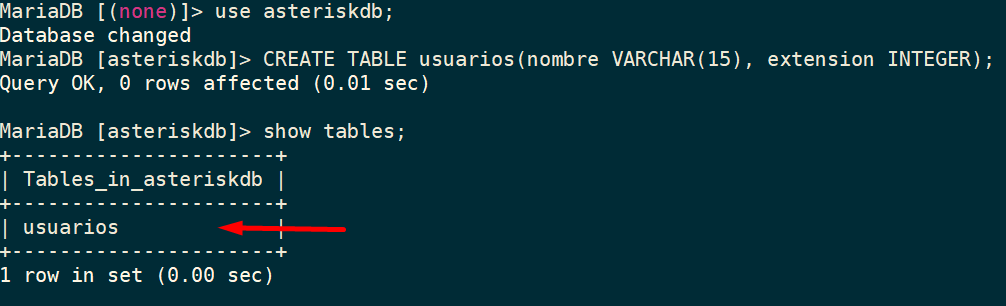 MariaDB [(none)]> use asteriskdb;
Database changed
MariaDB [asteriskdb]> CREATE TABLE usuarios(nombre VARCHAR(15), extension INTEGER);
Query OK, 0 rows affected (0.01 sec)
MariaDB [asteriskdb]> show tables;
+----------------------+
| Tables_in_asteriskdb |
+----------------------+
| usuarios             |
+----------------------+
1 row in set (0.00 sec)